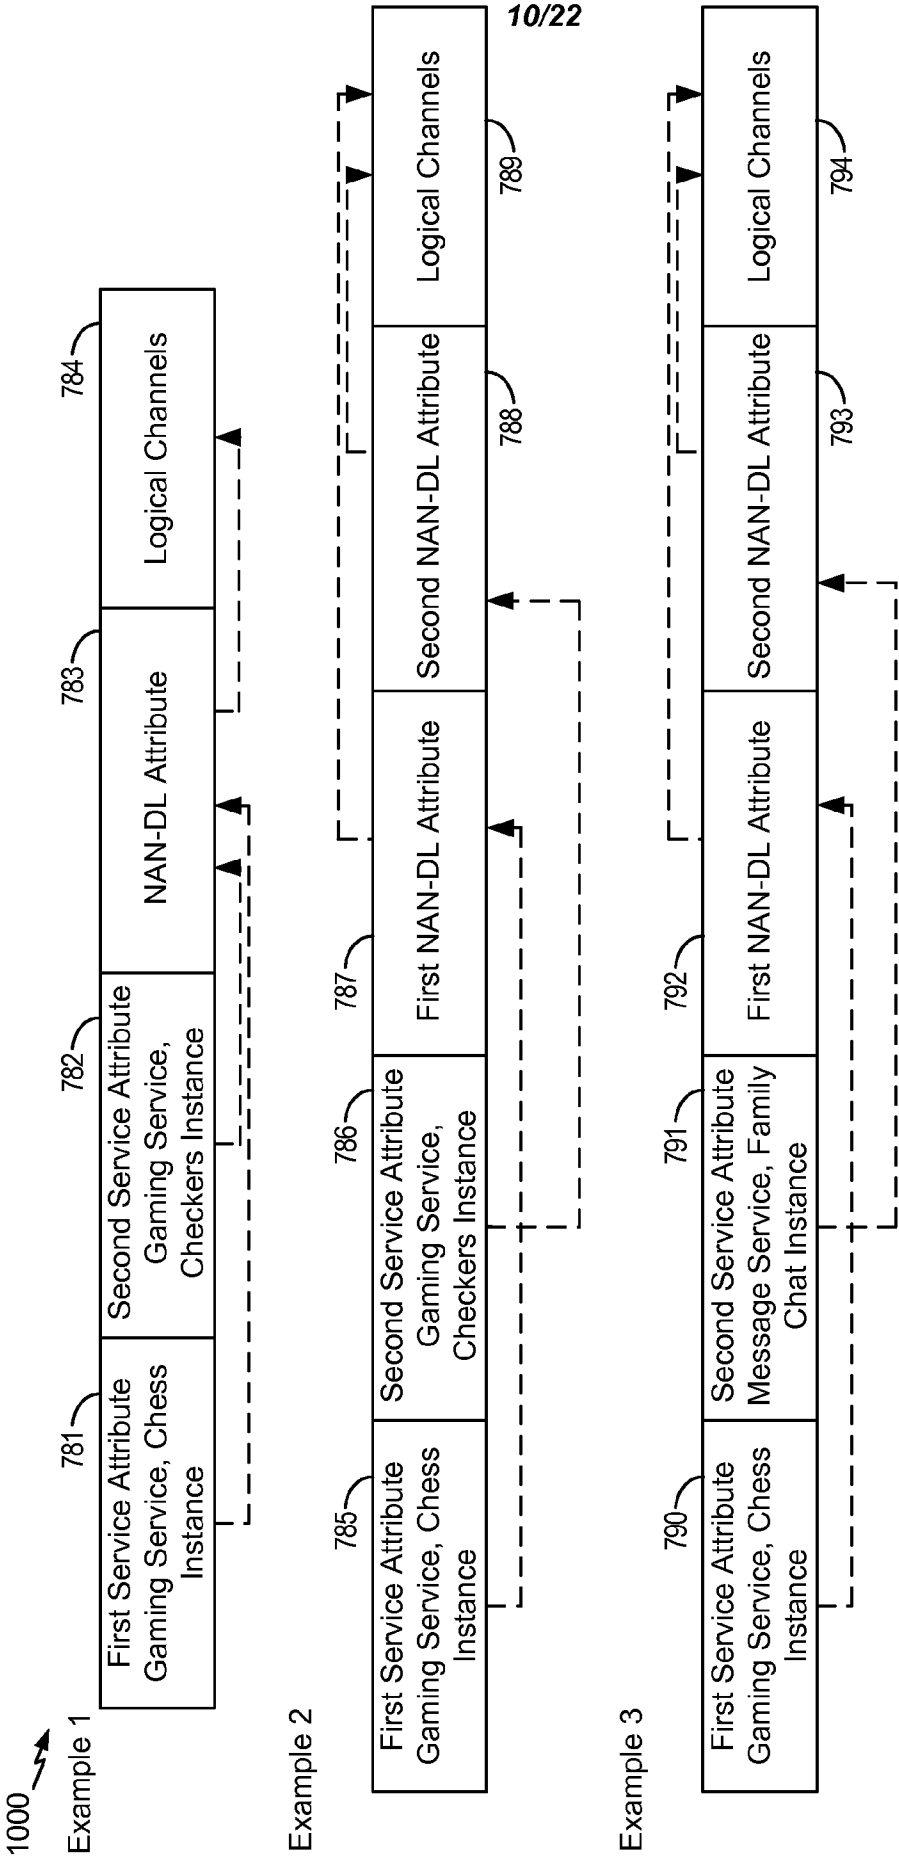 10/22
1000
Example 1
781
First Service Attribute
Gaming Service, Chess
Instance
782
Second Service Attribute
Gaming Service,
Checkers Instance
783
NAN-DL Attribute
784
Logical Channels
Example 2
785
First Service Attribute
Gaming Service, Chess
Instance
786
Second Service Attribute
Gaming Service,
Checkers Instance
787
First NAN-DL Attribute
788
Second NAN-DL Attribute
789
Logical Channels
Example 3
790
First Service Attribute
Gaming Service, Chess
Instance
791
Second Service Attribute
Message Service, Family
Chat Instance
792
First NAN-DL Attribute
793
Second NAN-DL Attribute
794
Logical Channels